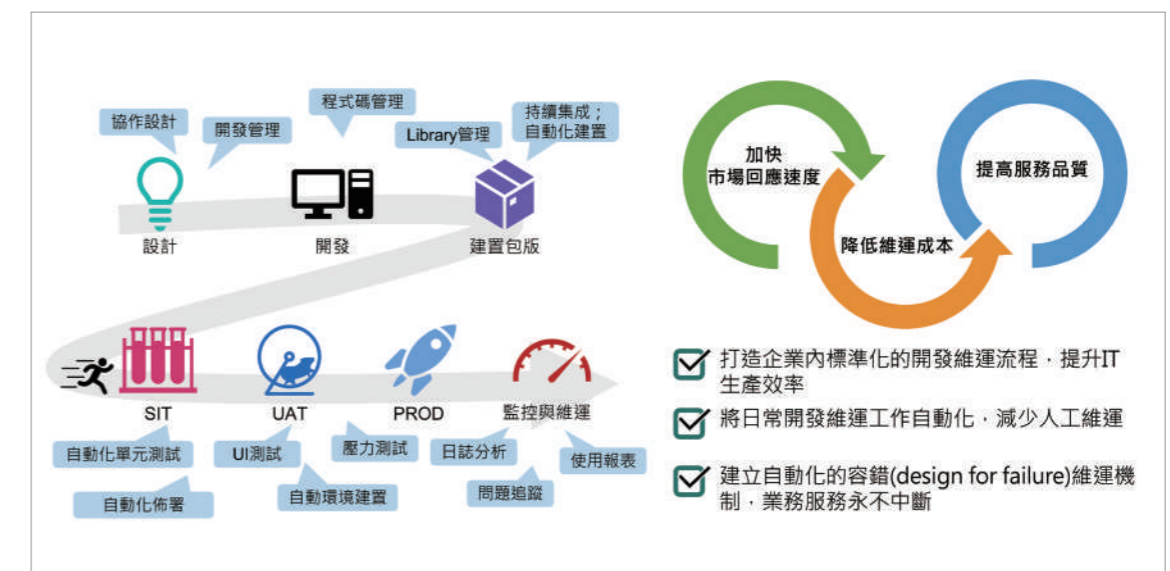 協作設計
開發管理
程式碼管理
Library管理
持續集成；
自動化建置
設計
開發
建置包版
SIT
UAT
PROD
監控與維運
自動化單元測試
UI測試
壓力測試
日誌分析
使用報表
自動化佈署
自動環境建置
問題追蹤
加快
市場回應速度
降低維運成本
提高服務品質
打造企業內標準化的開發維運流程，提升IT
生產效率
將日常開發維運工作自動化，減少人工維運
建立自動化的容錯(design for failure)維運機
制，業務服務永不中斷